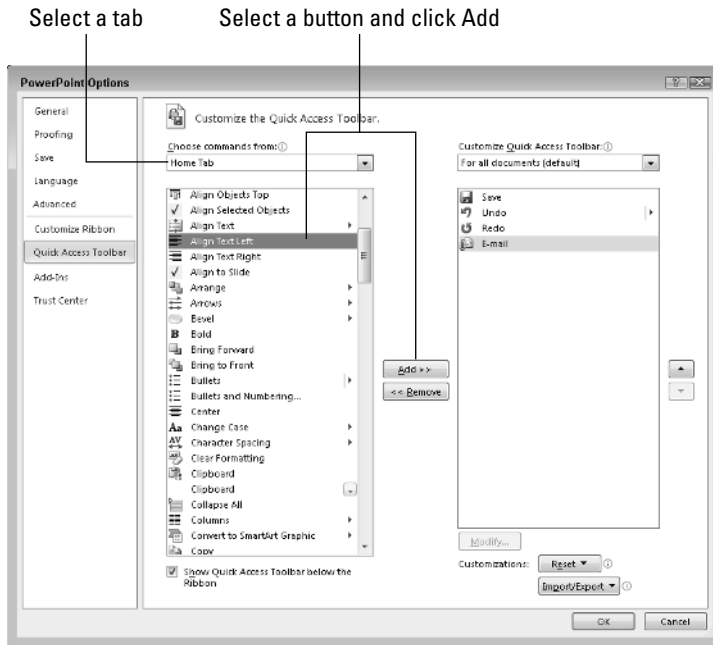 Select a tab
Select a button and click Add
PowerPoint Options
General
Proofing
Save
Language
Advanced
Customize Ribbon
Quick Access Toolbar
Add-Ins
Trust Center
Customize the Quick Access Toolbar.
Choose commands from:
Home Tab
Align Objects Top
Align Selected Objects
Align Text
Align Text Left
Align Text Right
Align to Slide
Arrange
Arrows
Bevel
Bold
Bring Forward
Bring to Front
Bullets
Bullets and Numbering...
Center
Change Case
Character Spacing
Clear Formatting
Clipboard
Clipboard
Collapse All
Columns
Convert to SmartArt Graphic
Copy
Show Quick Access Toolbar below the
Ribbon
Add >>
<< Remove
Customize Quick Access Toolbar:
For all documents (default)
Save
Undo
Redo
E-mail
Modify...
Customizations:
Reset
Import/Export
OK
Cancel